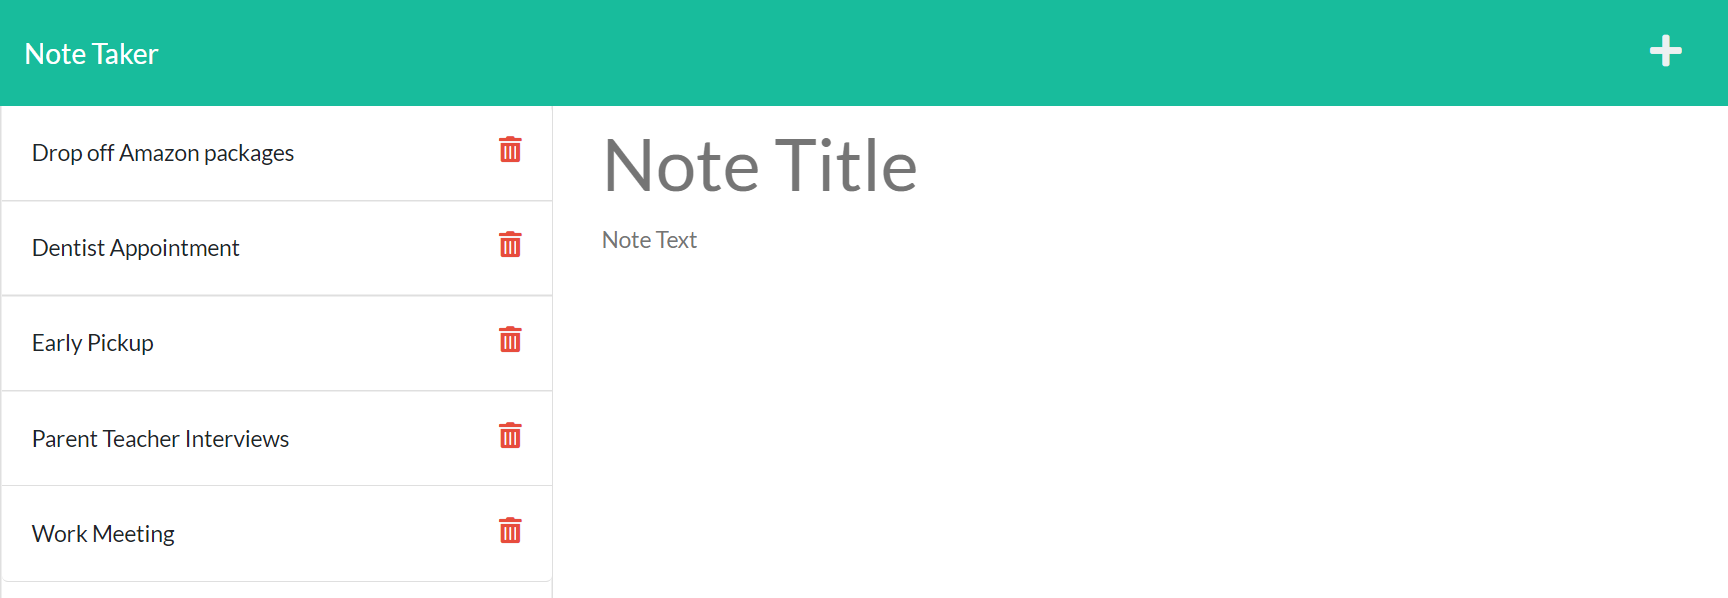 Note Taker
Drop off Amazon packages
Dentist Appointment
Early Pickup
Parent Teacher Interviews
Work Meeting
Note Title
Note Text